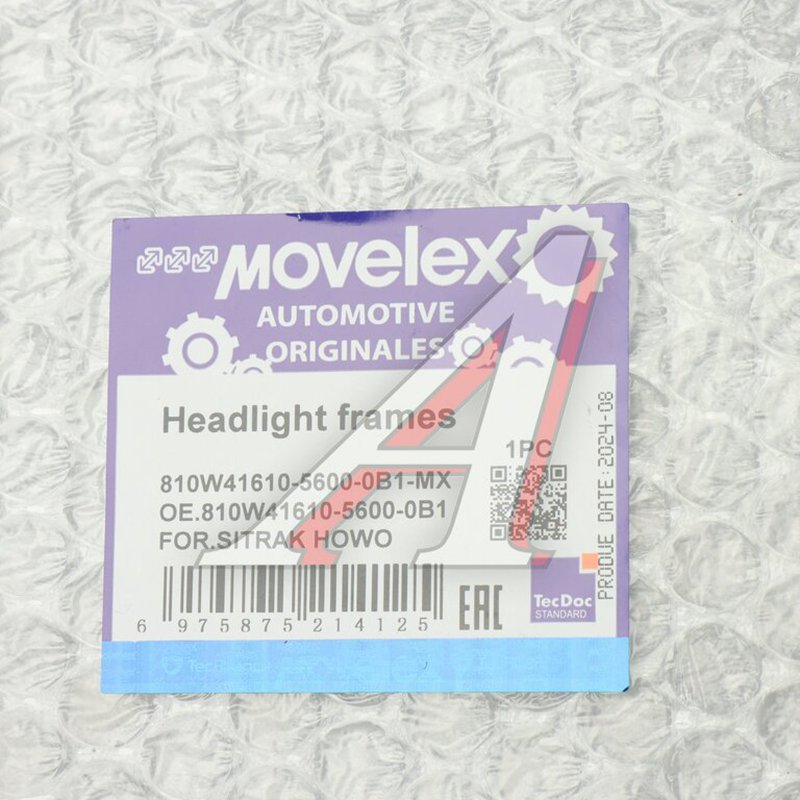 MOVELEX
AUTOMOTIVE
ORIGINALES
Headlight frames
1PC
810W41610-5600-0B1-MX
OE.810W41610-5600-0B1
FOR.SITRAK HOWO
PRODUE DATE:2024-08
6 975875 214125
EAC
TecDoc
STANDARD